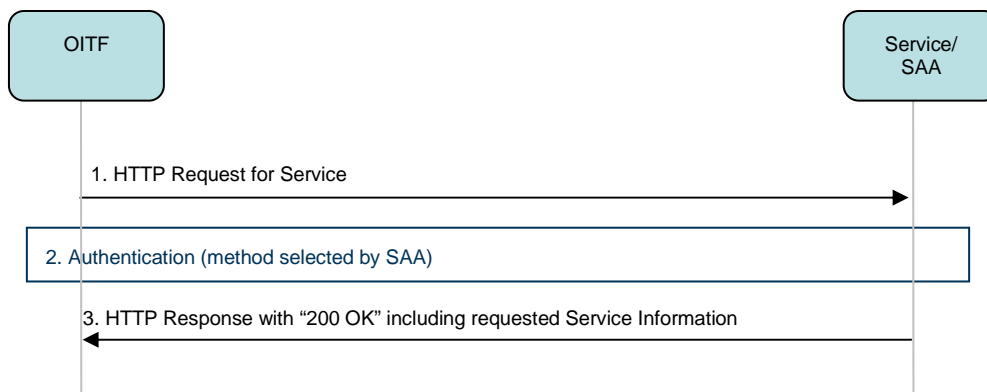 OITF
Service/
SAA
1. HTTP Request for Service
2. Authentication (method selected by SAA)
3. HTTP Response with “200 OK” including requested Service Information